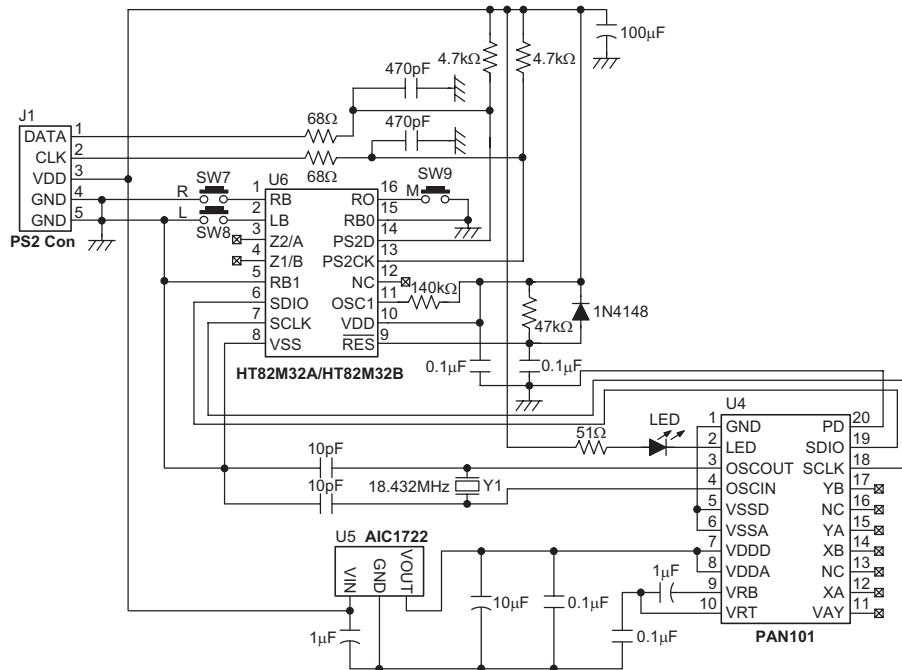 100µF
4.7kΩ 4.7kΩ
470pF
J1
DATA 1
CLK 2
VDD 3
GND 4
GND 5
PS2 Con
68Ω
470pF
68Ω
R SW7
L SW8
U6
1 RB
2 LB
3 Z2/A
4 Z1/B
5 RB1
6 SDIO
7 SCLK
8 VSS
RO 16
RB0 15
PS2D 14
PS2CK 13
NC 12
OSC1 11
VDD 10
RES 9
HT82M32A/HT82M32B
M SW9
140kΩ
47kΩ
1N4148
0.1µF
0.1µF
51Ω
LED
10pF
10pF
18.432MHz Y1
U4
1 GND
2 LED
3 OSCOUT
4 OSCIN
5 VSSD
6 VSSA
7 VDDD
8 VDDA
9 VRB
10 VRT
PD 20
SDIO 19
SCLK 18
YB 17
NC 16
YA 15
XB 14
NC 13
XA 12
VAY 11
PAN101
U5 AIC1722
VIN
GND
VOUT
1µF
10µF
0.1µF
1µF
0.1µF